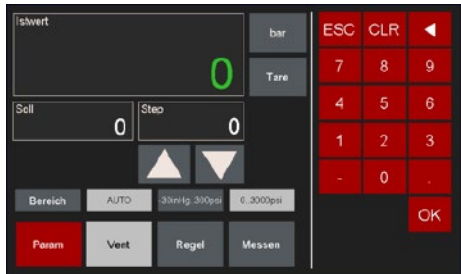 Istwert
bar
0
Tare
Soll
0
Step
0
Bereich
AUTO
-30inHg..300psi
0..3000psi
Param
Vent
Regel
Messen
ESC CLR
7 8 9
4 5 6
1 2 3
- 0 .
OK